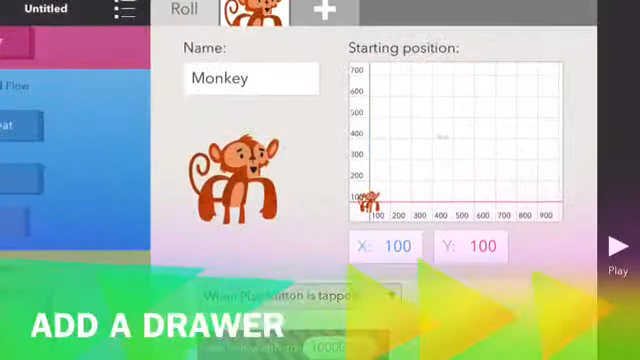 Untitled
Roll
+
Name:
Starting position:
Monkey
700
600
500
400
300
200
100
100 200 300 400 500 600 700 800 900
X: 100
Y: 100
Play
Flow
ADD A DRAWER